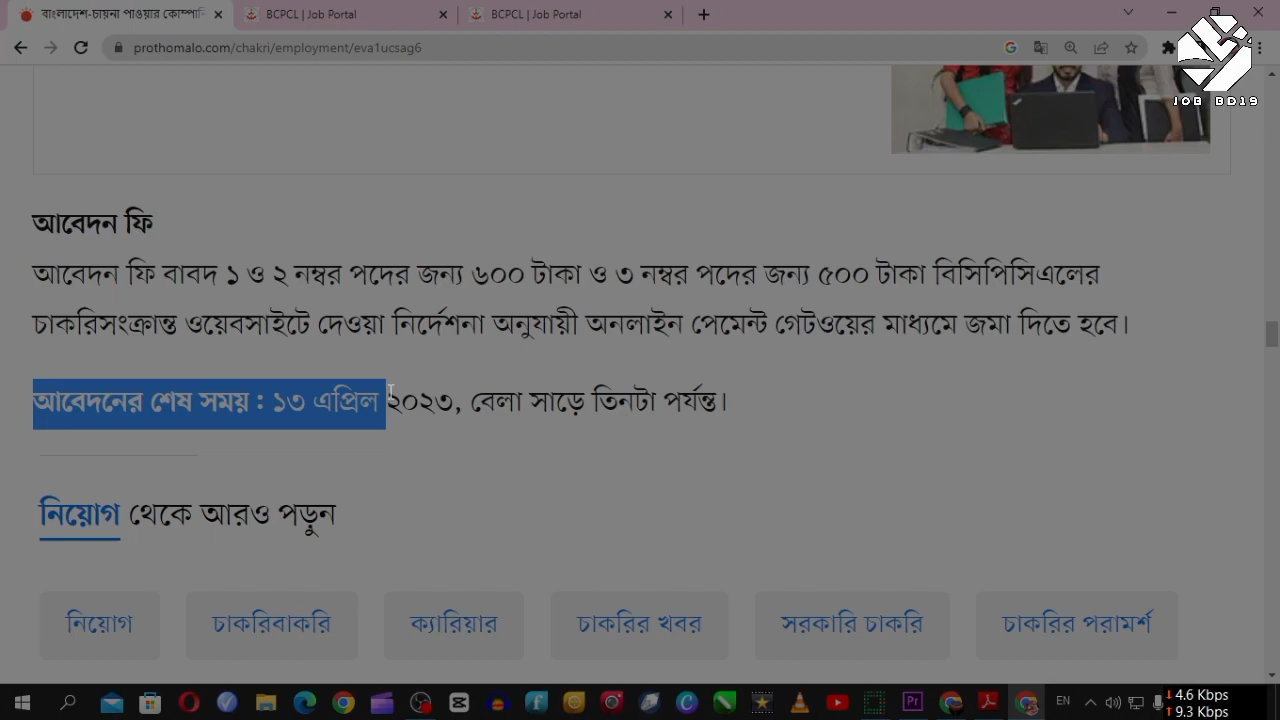 বাংলাদেশ-চায়না পাওয়ার কোম্পানি
BCPCL | Job Portal
BCPCL | Job Portal
prothomalo.com/chakri/employment/eva1ucsag6
JOB BD19
আবেদন ফি
আবেদন ফি বাবদ ১ ও ২ নম্বর পদের জন্য ৬০০ টাকা ও ৩ নম্বর পদের জন্য ৫০০ টাকা বিসিপিসিএলের
চাকরিসংক্রান্ত ওয়েবসাইটে দেওয়া নির্দেশনা অনুযায়ী অনলাইন পেমেন্ট গেটওয়ের মাধ্যমে জমা দিতে হবে।
আবেদনের শেষ সময় : ১৩ এপ্রিল ২০২৩, বেলা সাড়ে তিনটা পর্যন্ত।
নিয়োগ থেকে আরও পড়ুন
নিয়োগ
চাকরিবাকরি
ক্যারিয়ার
চাকরির খবর
সরকারি চাকরি
চাকরির পরামর্শ
EN
4.6 Kbps
9.3 Kbps